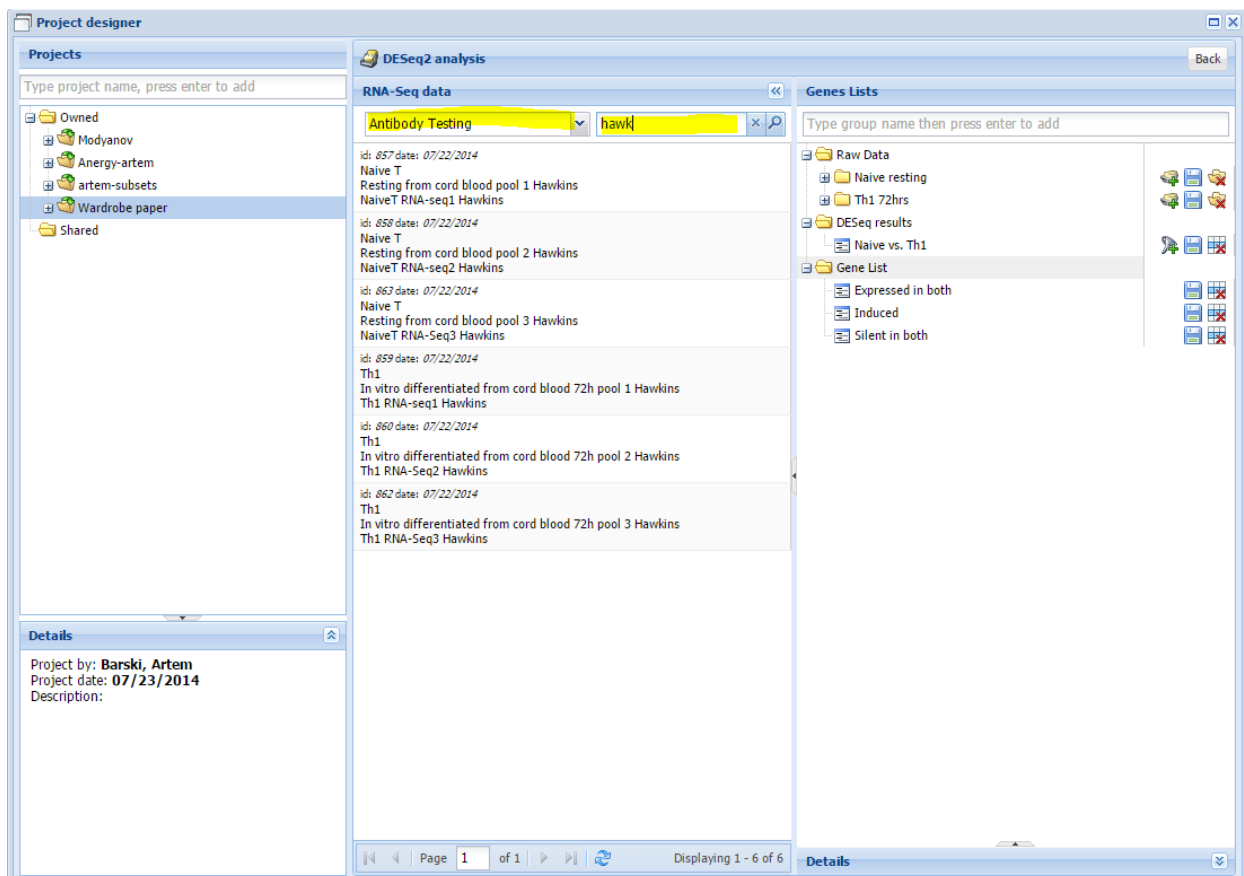 Project designer
Projects
Type project name, press enter to add
Owned
Modyanov
Anergy-artem
artem-subsets
Wardrobe paper
Shared
Details
Project by: Barski, Artem
Project date: 07/23/2014
Description:
DESeq2 analysis
Back
RNA-Seq data
Antibody Testing
hawk
id: 857 date: 07/22/2014
Naive T
Resting from cord blood pool 1 Hawkins
NaiveT RNA-seq1 Hawkins
id: 858 date: 07/22/2014
Naive T
Resting from cord blood pool 2 Hawkins
NaiveT RNA-seq2 Hawkins
id: 863 date: 07/22/2014
Naive T
Resting from cord blood pool 3 Hawkins
NaiveT RNA-Seq3 Hawkins
id: 859 date: 07/22/2014
Th1
In vitro differentiated from cord blood 72h pool 1 Hawkins
Th1 RNA-seq1 Hawkins
id: 860 date: 07/22/2014
Th1
In vitro differentiated from cord blood 72h pool 2 Hawkins
Th1 RNA-Seq2 Hawkins
id: 862 date: 07/22/2014
Th1
In vitro differentiated from cord blood 72h pool 3 Hawkins
Th1 RNA-Seq3 Hawkins
Page 1 of 1
Displaying 1 - 6 of 6
Genes Lists
Type group name then press enter to add
Raw Data
Naive resting
Th1 72hrs
DESeq results
Naive vs. Th1
Gene List
Expressed in both
Induced
Silent in both
Details